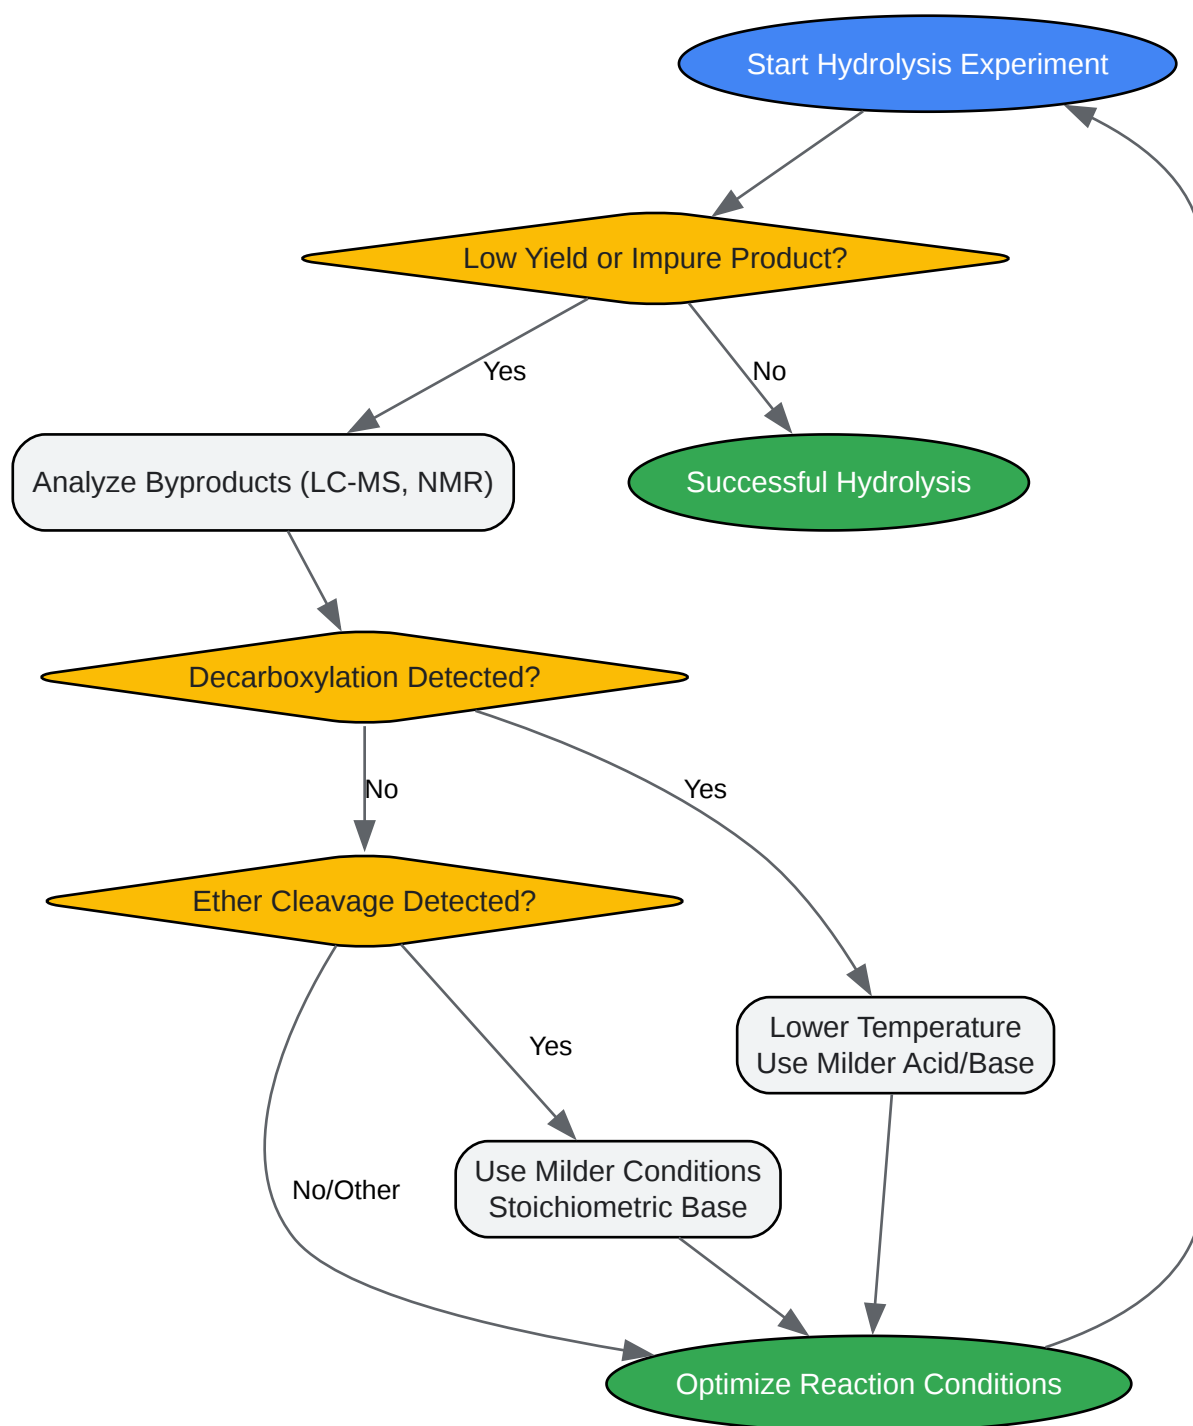 Start Hydrolysis Experiment
Low Yield or Impure Product?
Yes
No
Analyze Byproducts (LC-MS, NMR)
Successful Hydrolysis
Decarboxylation Detected?
No
Yes
Ether Cleavage Detected?
Lower Temperature
Use Milder Acid/Base
Yes
Use Milder Conditions
Stoichiometric Base
No/Other
Optimize Reaction Conditions